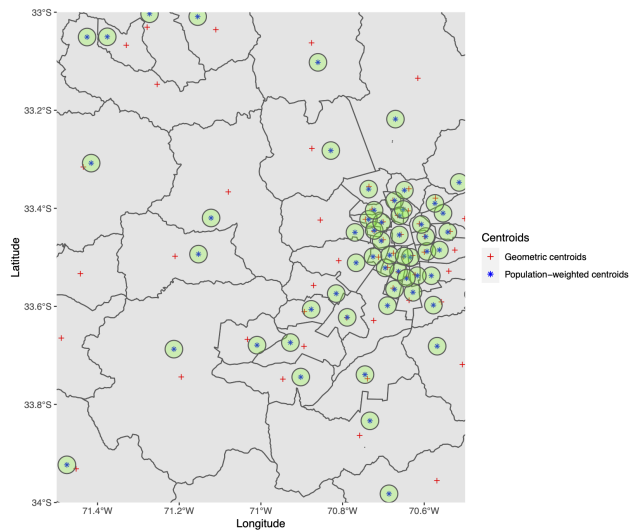 33°S
33.2°S
33.4°S
33.6°S
33.8°S
34°S
Latitude
71.4°W
71.2°W
71°W
70.8°W
70.6°W
Longitude
Centroids
Geometric centroids
Population−weighted centroids